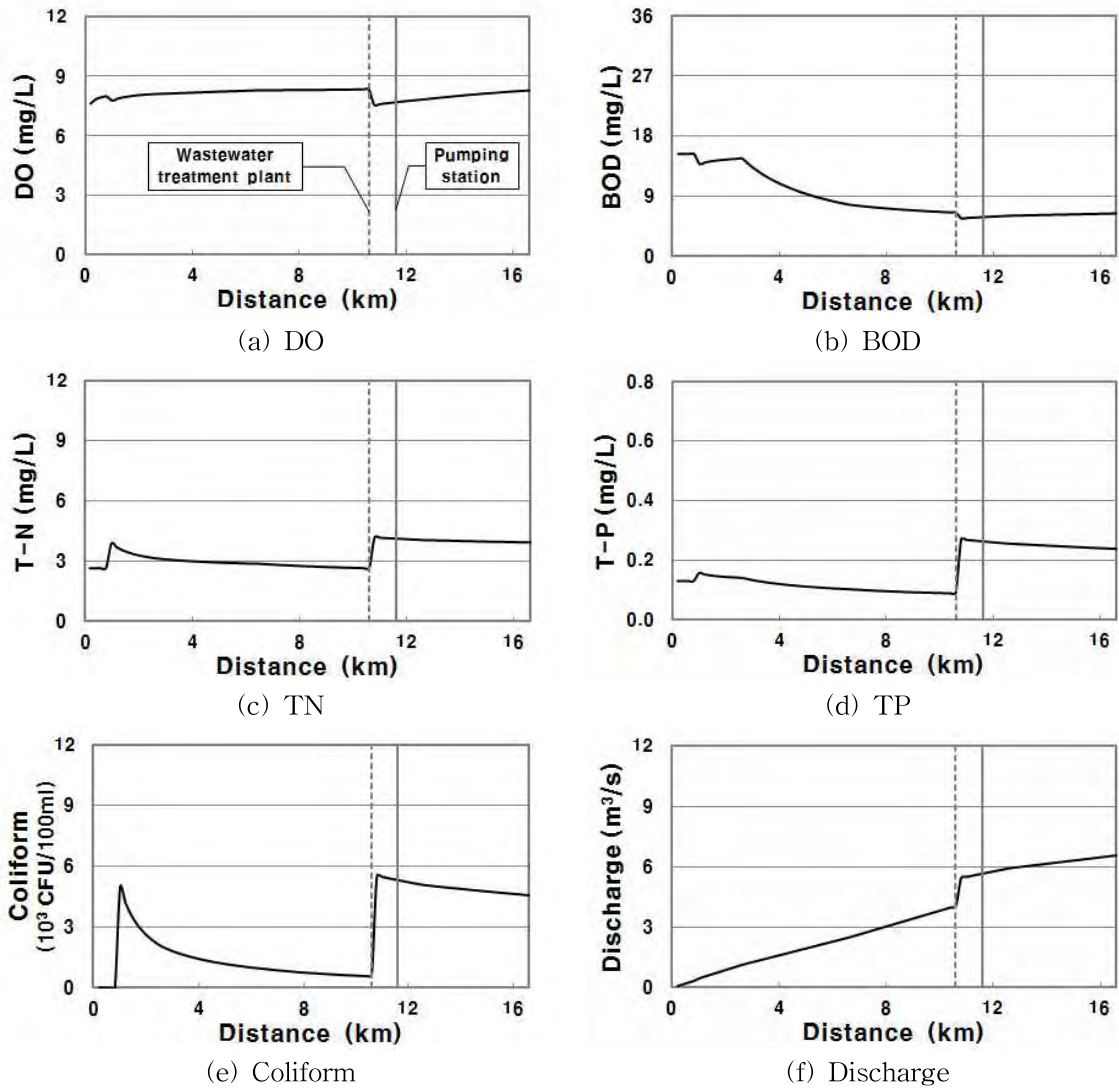 DO (mg/L)
12
9
6
3
0
Wastewater
treatment plant
Pumping
station
0 4 8 12 16
Distance (km)
(a) DO
BOD (mg/L)
36
27
18
9
0
0 4 8 12 16
Distance (km)
(b) BOD
T-N (mg/L)
12
9
6
3
0
0 4 8 12 16
Distance (km)
(c) TN
T-P (mg/L)
0.8
0.6
0.4
0.2
0.0
0 4 8 12 16
Distance (km)
(d) TP
Coliform
(10³ CFU/100ml)
12
9
6
3
0
0 4 8 12 16
Distance (km)
(e) Coliform
Discharge (m³/s)
12
9
6
3
0
0 4 8 12 16
Distance (km)
(f) Discharge